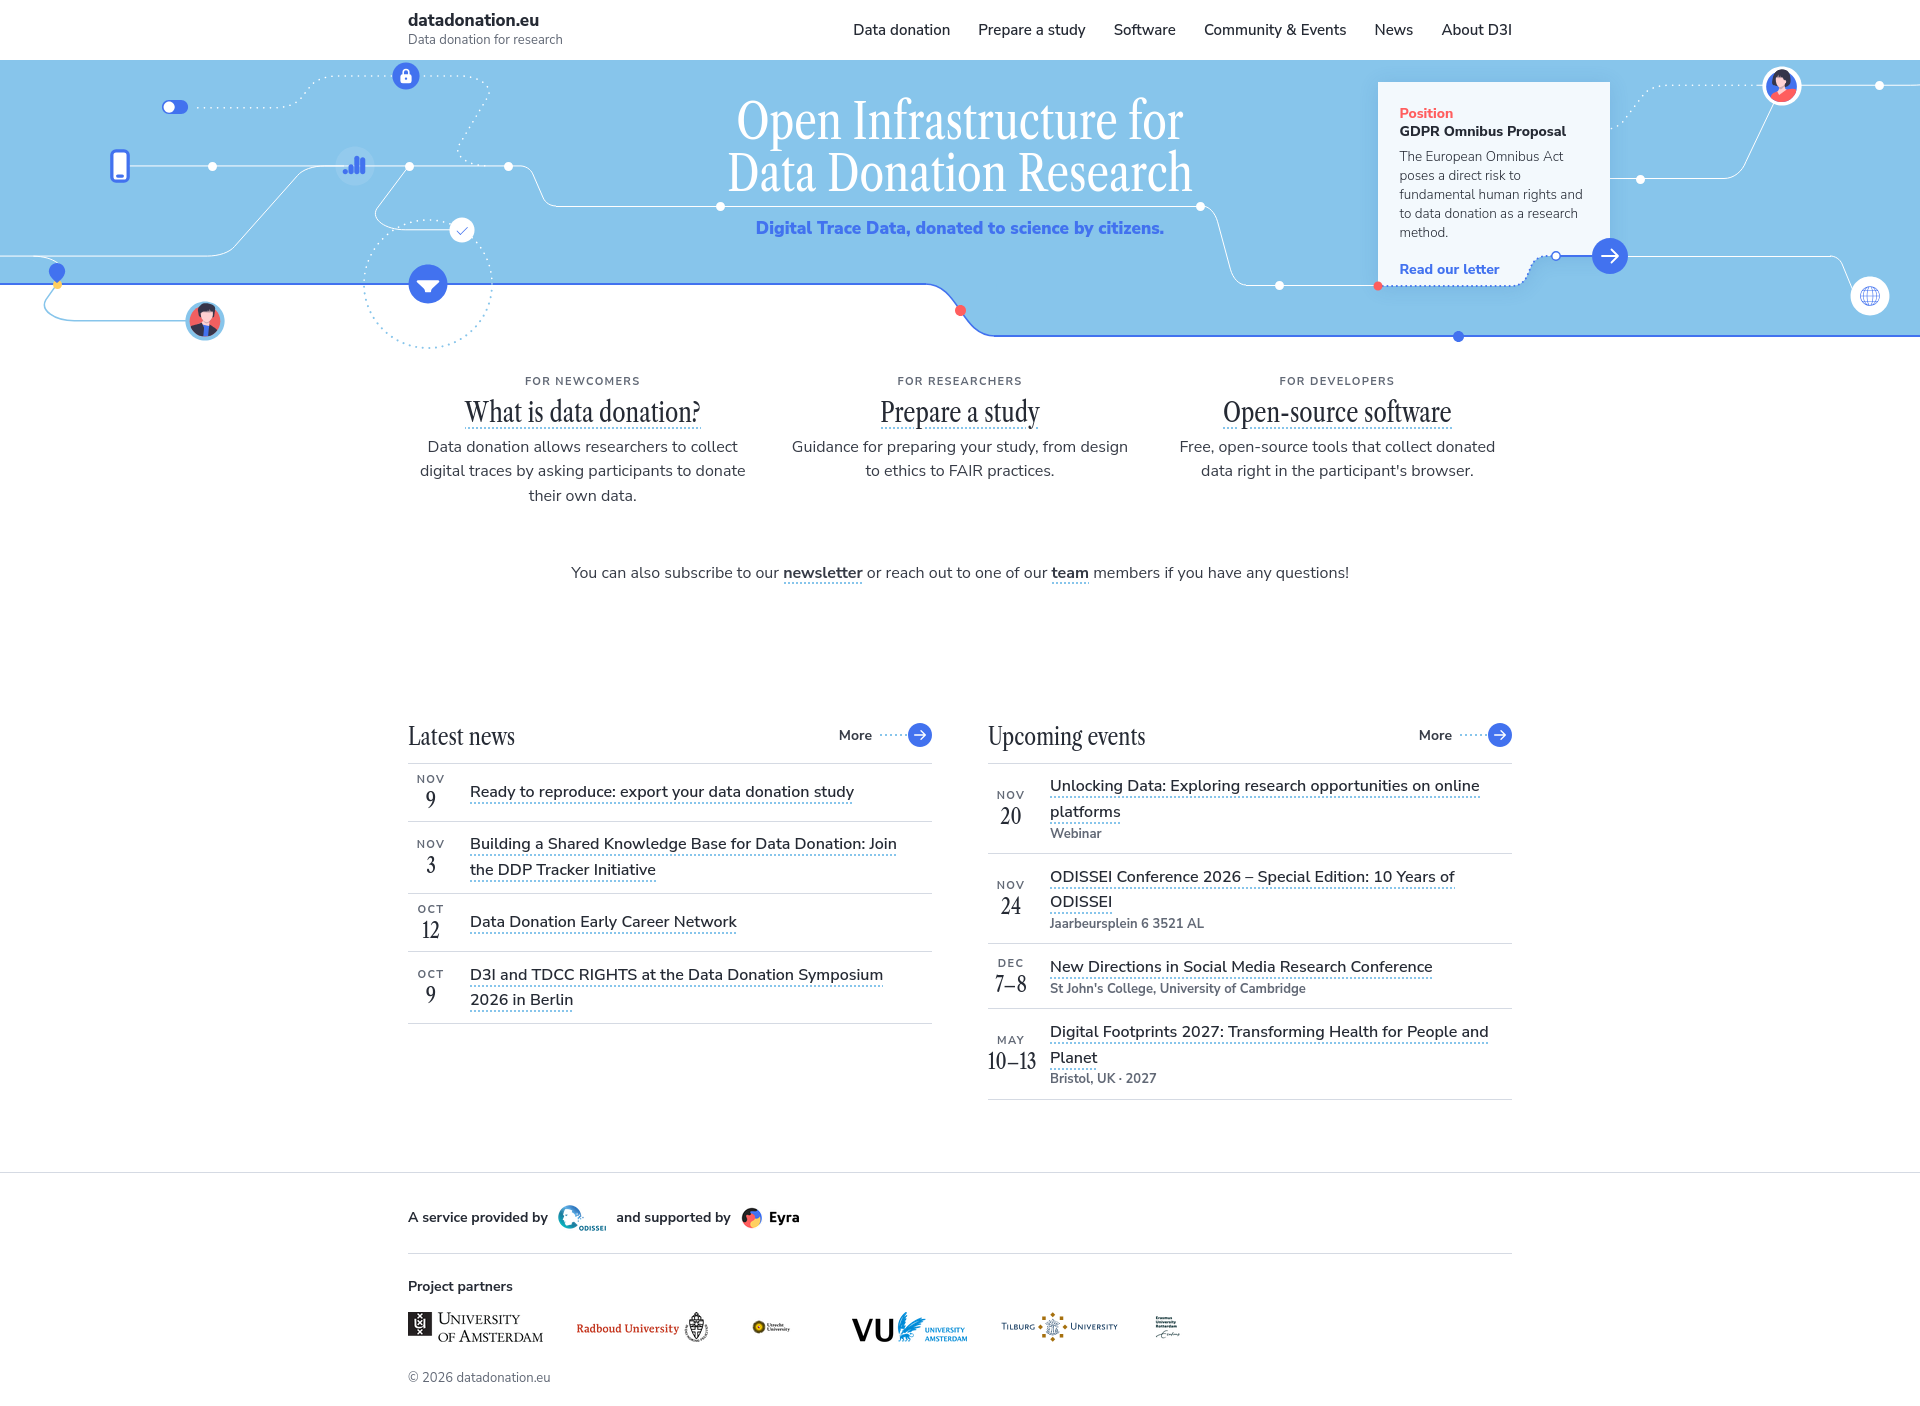 datadonation.eu
Data donation for research
Data donation
Prepare a study
Software
Community & Events
News
About D3I
Open Infrastructure for
Data Donation Research
Digital Trace Data, donated to science by citizens.
Position
GDPR Omnibus Proposal
The European Omnibus Act
poses a direct risk to
fundamental human rights and
to data donation as a research
method.
Read our letter
FOR NEWCOMERS
What is data donation?
Data donation allows researchers to collect
digital traces by asking participants to donate
their own data.
FOR RESEARCHERS
Prepare a study
Guidance for preparing your study, from design
to ethics to FAIR practices.
FOR DEVELOPERS
Open-source software
Free, open-source tools that collect donated
data right in the participant's browser.
You can also subscribe to our newsletter or reach out to one of our team members if you have any questions!
Latest news
More
NOV
9
Ready to reproduce: export your data donation study
NOV
3
Building a Shared Knowledge Base for Data Donation: Join
the DDP Tracker Initiative
OCT
12
Data Donation Early Career Network
OCT
9
D3I and TDCC RIGHTS at the Data Donation Symposium
2026 in Berlin
Upcoming events
More
NOV
20
Unlocking Data: Exploring research opportunities on online
platforms
Webinar
NOV
24
ODISSEI Conference 2026 – Special Edition: 10 Years of
ODISSEI
Jaarbeursplein 6 3521 AL
DEC
7–8
New Directions in Social Media Research Conference
St John's College, University of Cambridge
MAY
10–13
Digital Footprints 2027: Transforming Health for People and
Planet
Bristol, UK · 2027
A service provided by
ODISSEI
and supported by
Eyra
Project partners
UNIVERSITY
OF AMSTERDAM
Radboud University
Utrecht
University
VU
UNIVERSITY
AMSTERDAM
TILBURG
UNIVERSITY
Erasmus
University
Rotterdam
© 2026 datadonation.eu